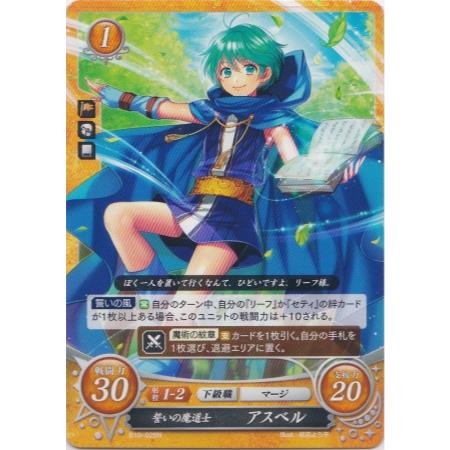 1
ぼく一人を置いて行くなんて、ひどいですよ、リーフ様。
誓いの風 自分のターン中、自分の『リーフ』か『セティ』の絆カード
が1枚以上ある場合、このユニットの戦闘力は+10される。
魔術の紋章 支 カードを1枚引く。自分の手札を
1枚選び、退避エリアに置く。
戦闘力 30 射程 1-2 下級職 マージ 支援力 20
誓いの魔道士 アスベル
Illust.